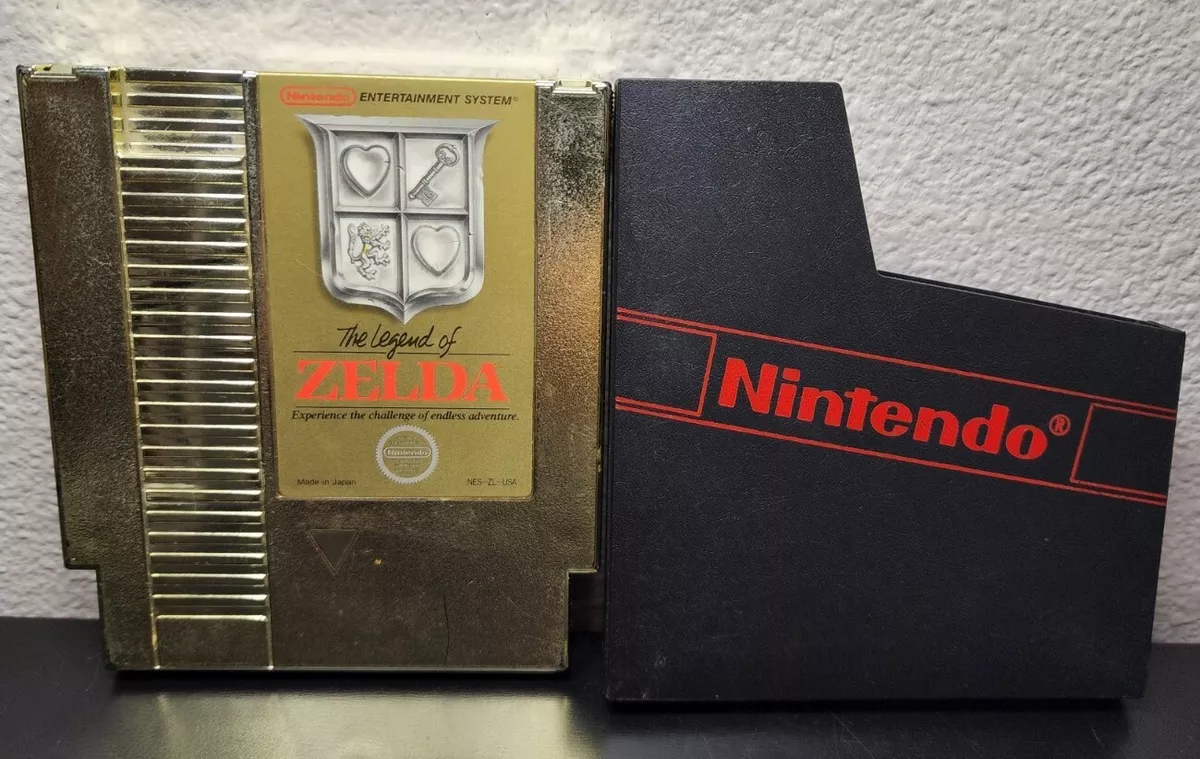 Nintendo ENTERTAINMENT SYSTEM®
The Legend of
ZELDA
Experience the challenge of endless adventure.
Nintendo
Made in Japan NES-ZL-USA
Nintendo®